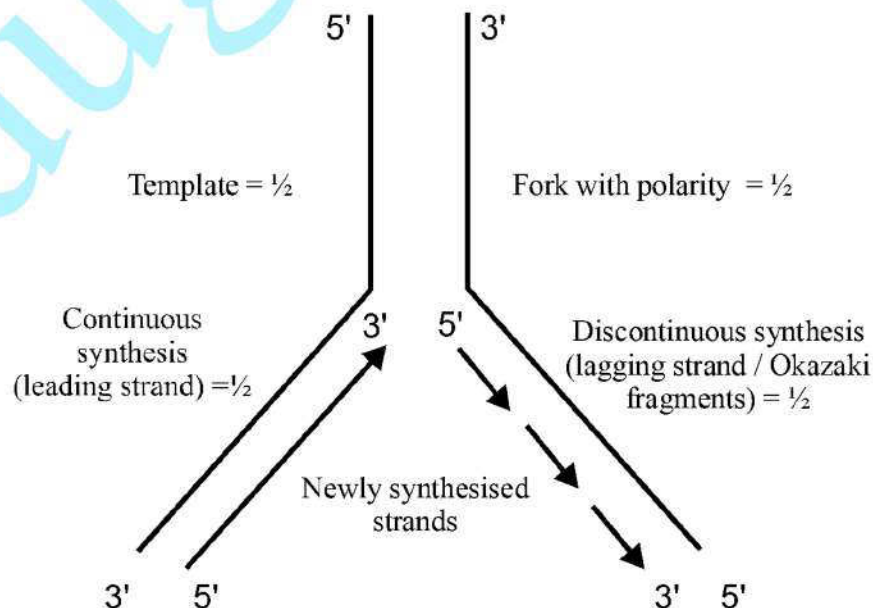 5'
3'
Template = ½
Fork with polarity = ½
Continuous
synthesis
(leading strand) =½
3'
5'
Discontinuous synthesis
(lagging strand / Okazaki
fragments) = ½
Newly synthesised
strands
3'
5'
3'
5'